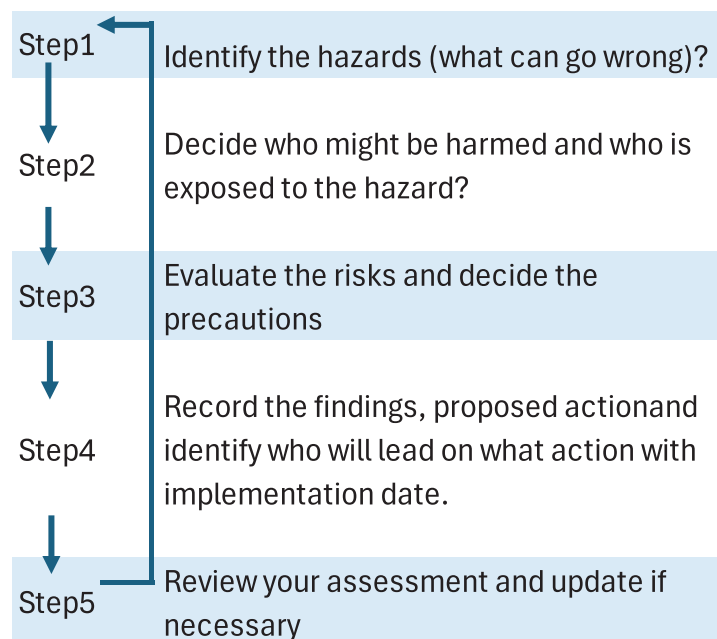 Step1
Identify the hazards (what can go wrong)?
Step2
Decide who might be harmed and who is
exposed to the hazard?
Step3
Evaluate the risks and decide the
precautions
Step4
Record the findings, proposed actionand
identify who will lead on what action with
implementation date.
Step5
Review your assessment and update if
necessary